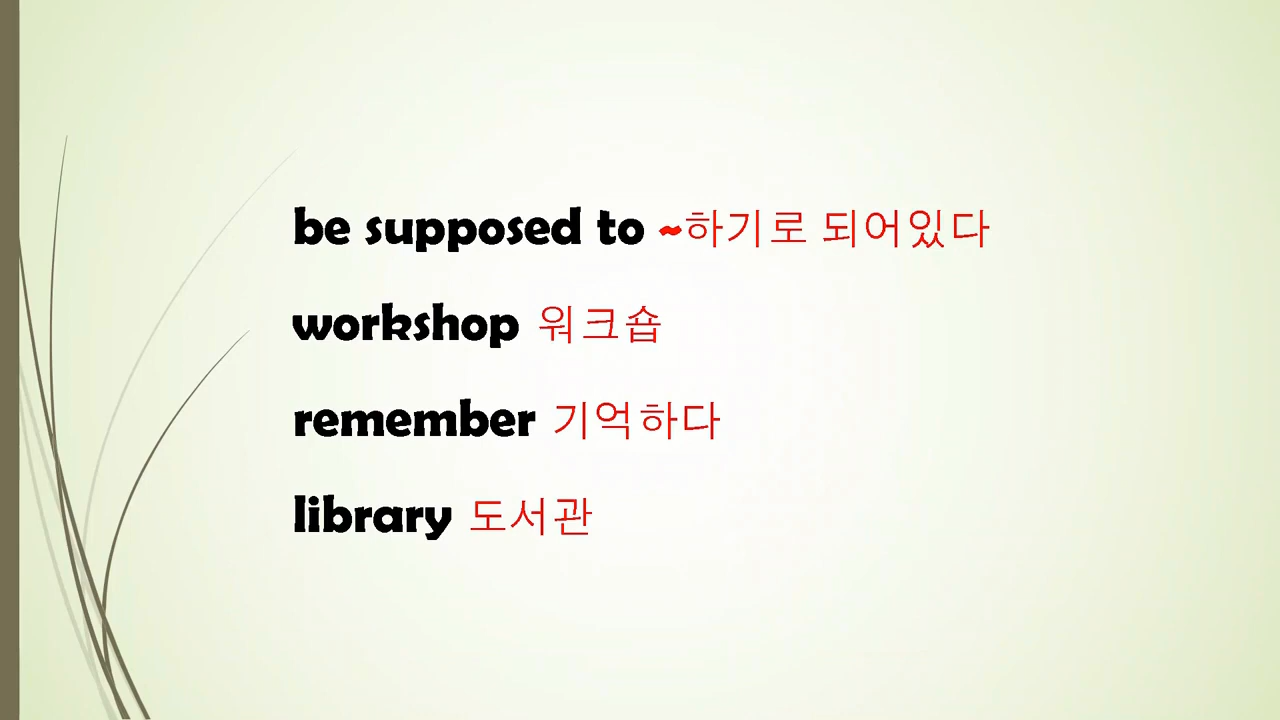 be supposed to ~하기로 되어있다
workshop 워크숍
remember 기억하다
library 도서관